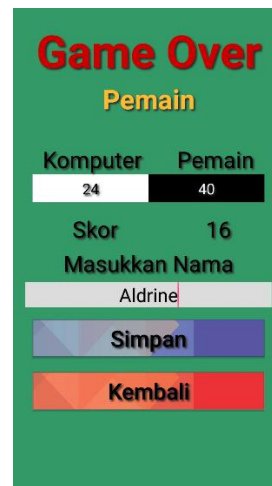 Game Over
Pemain
Komputer Pemain
24 40
Skor 16
Masukkan Nama
Aldrine
Simpan
Kembali